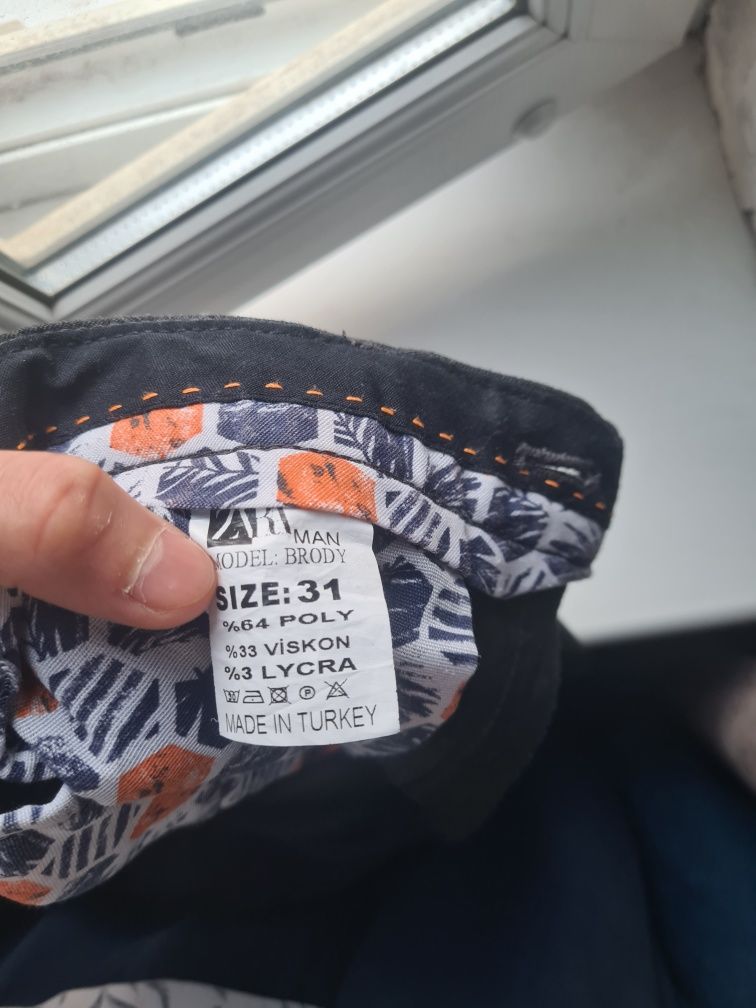 MAN
MODEL: BRODY
SIZE: 31
%64 POLY
%33 VİSKON
%3 LYCRA
P
MADE IN TURKEY